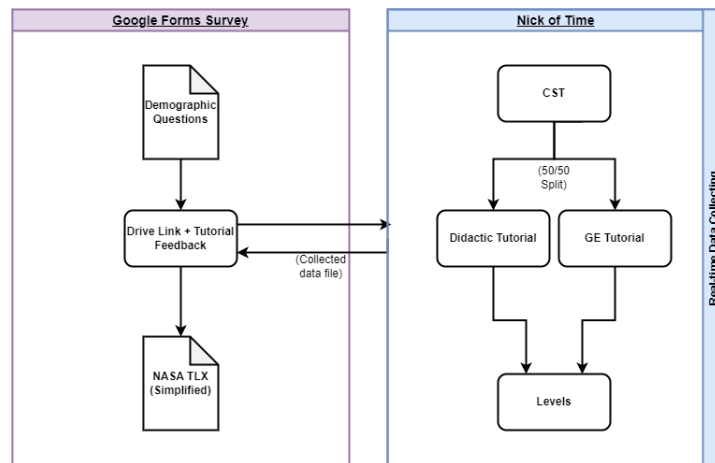 Google Forms Survey
Demographic
Questions
Drive Link + Tutorial
Feedback
(Collected
data file)
NASA TLX
(Simplified)
Nick of Time
CST
(50/50
Split)
Didactic Tutorial
GE Tutorial
Levels
Real-time Data Collecting